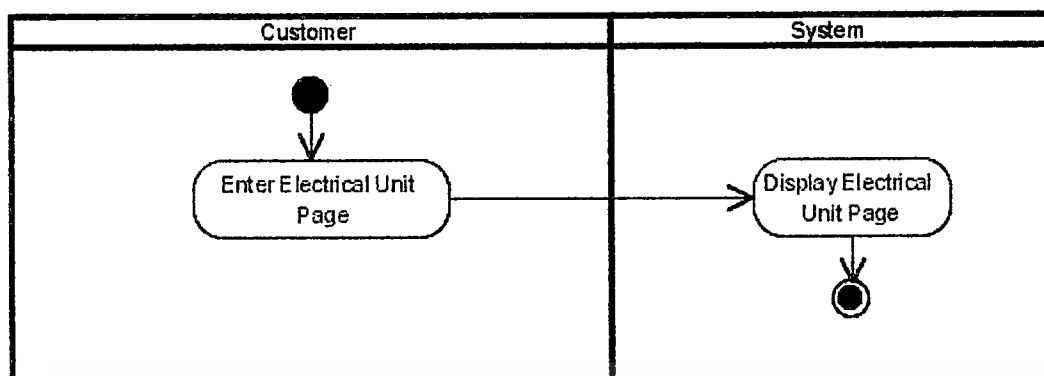 Customer
System
Enter Electrical Unit
Page
Display Electrical
Unit Page